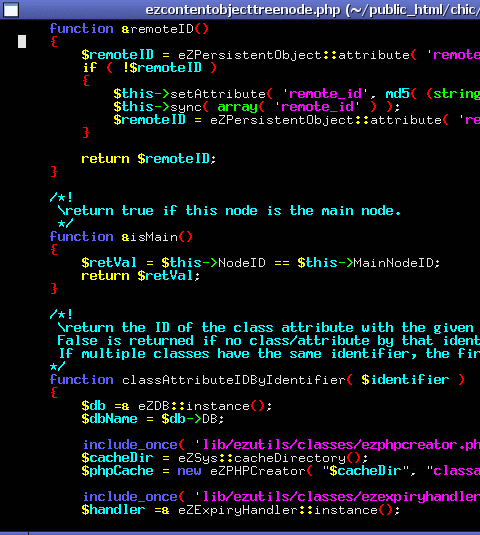 ezcontentobjecttreenode.php (~/public_html/chic/
function &remoteID()
{
$remoteID = eZPersistentObject::attribute( 'remote
if ( !$remoteID )
{
$this->setAttribute( 'remote_id', md5( (string
$this->sync( array( 'remote_id' ) );
$remoteID = eZPersistentObject::attribute( 're
}
return $remoteID;
}
/*!
\return true if this node is the main node.
*/
function &isMain()
{
$retVal = $this->NodeID == $this->MainNodeID;
return $retVal;
}
/*!
\return the ID of the class attribute with the given
False is returned if no class/attribute by that ident
If multiple classes have the same identifier, the fir
*/
function classAttributeIDByIdentifier( $identifier )
{
$db =& eZDB::instance();
$dbName = $db->DB;
include_once( 'lib/ezutils/classes/ezphpcreator.ph
$cacheDir = eZSys::cacheDirectory();
$phpCache = new eZPHPCreator( "$cacheDir", "classa
include_once( 'lib/ezutils/classes/ezexpiryhandler
$handler =& eZExpiryHandler::instance();